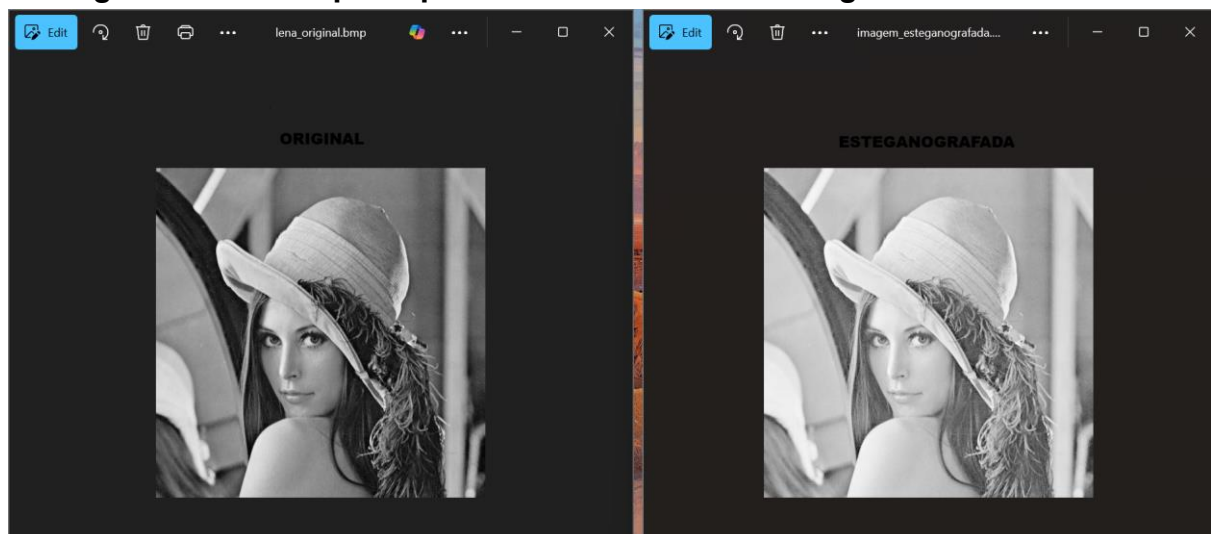 Edit
lena_original.bmp
ORIGINAL
Edit
imagem_esteganografada....
ESTEGANOGRAFADA